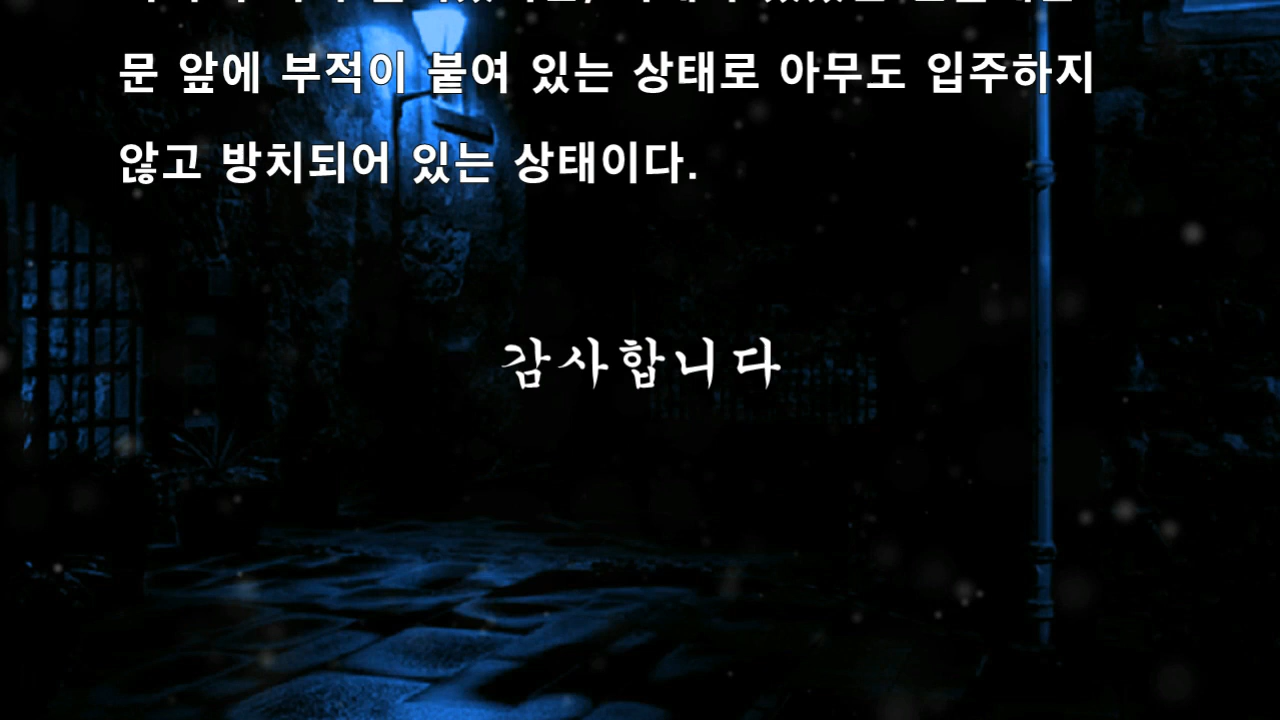 문 앞에 부적이 붙여 있는 상태로 아무도 입주하지
않고 방치되어 있는 상태이다.
감사합니다